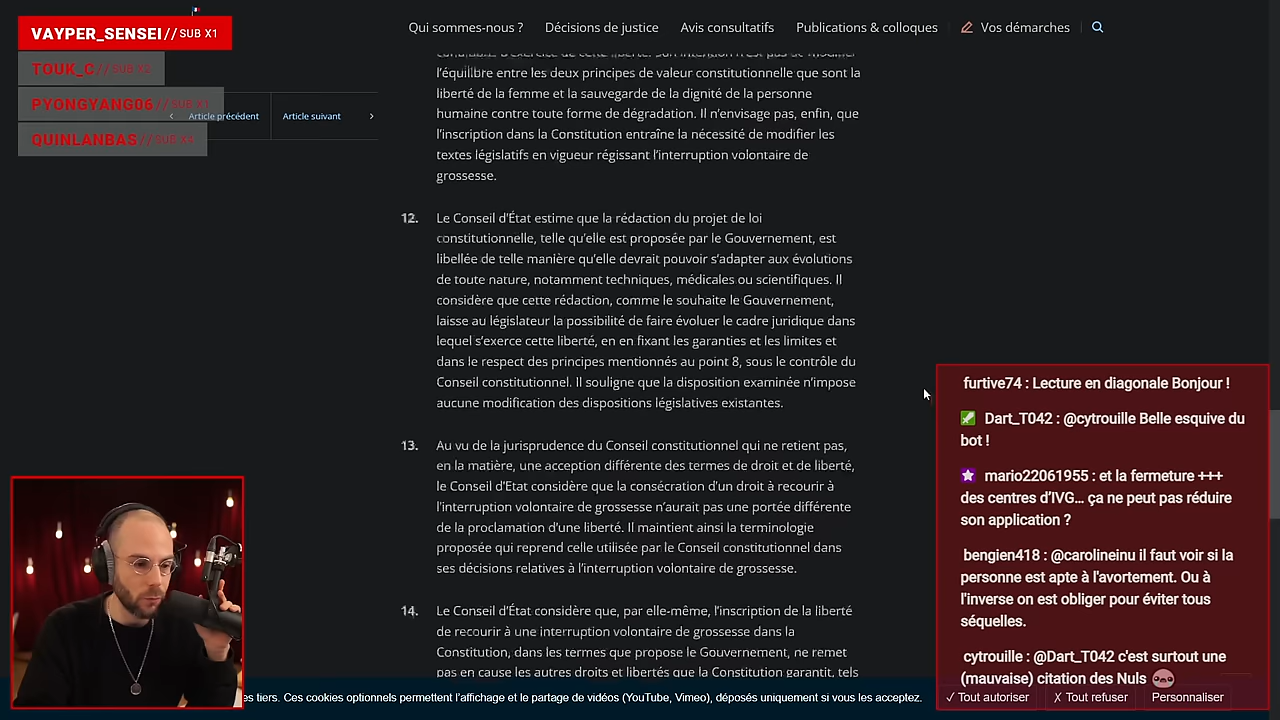 VAYPER_SENSEI // SUB X1
TOUK_C // SUB X2
PYONGYANG06 // SUB X1
QUINLANBAS // SUB X4
Qui sommes-nous ?
Décisions de justice
Avis consultatifs
Publications & colloques
Vos démarches
Article précédent
Article suivant
l’équilibre entre les deux principes de valeur constitutionnelle que sont la
liberté de la femme et la sauvegarde de la dignité de la personne
humaine contre toute forme de dégradation. Il n’envisage pas, enfin, que
l’inscription dans la Constitution entraîne la nécessité de modifier les
textes législatifs en vigueur régissant l’interruption volontaire de
grossesse.
12. Le Conseil d’État estime que la rédaction du projet de loi
constitutionnelle, telle qu’elle est proposée par le Gouvernement, est
libellée de telle manière qu’elle devrait pouvoir s’adapter aux évolutions
de toute nature, notamment techniques, médicales ou scientifiques. Il
considère que cette rédaction, comme le souhaite le Gouvernement,
laisse au législateur la possibilité de faire évoluer le cadre juridique dans
lequel s’exerce cette liberté, en en fixant les garanties et les limites et
dans le respect des principes mentionnés au point 8, sous le contrôle du
Conseil constitutionnel. Il souligne que la disposition examinée n’impose
aucune modification des dispositions législatives existantes.
13. Au vu de la jurisprudence du Conseil constitutionnel qui ne retient pas,
en la matière, une acception différente des termes de droit et de liberté,
le Conseil d’Etat considère que la consécration d’un droit à recourir à
l’interruption volontaire de grossesse n’aurait pas une portée différente
de la proclamation d’une liberté. Il maintient ainsi la terminologie
proposée qui reprend celle utilisée par le Conseil constitutionnel dans
ses décisions relatives à l’interruption volontaire de grossesse.
14. Le Conseil d’État considère que, par elle-même, l’inscription de la liberté
de recourir à une interruption volontaire de grossesse dans la
Constitution, dans les termes que propose le Gouvernement, ne remet
pas en cause les autres droits et libertés que la Constitution garantit, tels
furtive74 : Lecture en diagonale Bonjour !
Dart_T042 : @cytrouille Belle esquive du
bot !
mario22061955 : et la fermeture +++
des centres d’IVG… ça ne peut pas réduire
son application ?
bengien418 : @carolineinu il faut voir si la
personne est apte à l'avortement. Ou à
l'inverse on est obliger pour éviter tous
séquelles.
cytrouille : @Dart_T042 c'est surtout une
(mauvaise) citation des Nuls
es tiers. Ces cookies optionnels permettent l'affichage et le partage de vidéos (YouTube, Vimeo), déposés uniquement si vous les acceptez.
✓ Tout autoriser
✗ Tout refuser
Personnaliser